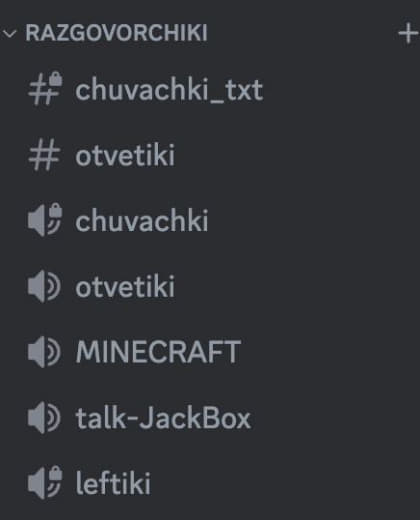 RAZGOVORCHIKI
chuvachki_txt
otvetiki
chuvachki
otvetiki
MINECRAFT
talk-JackBox
leftiki